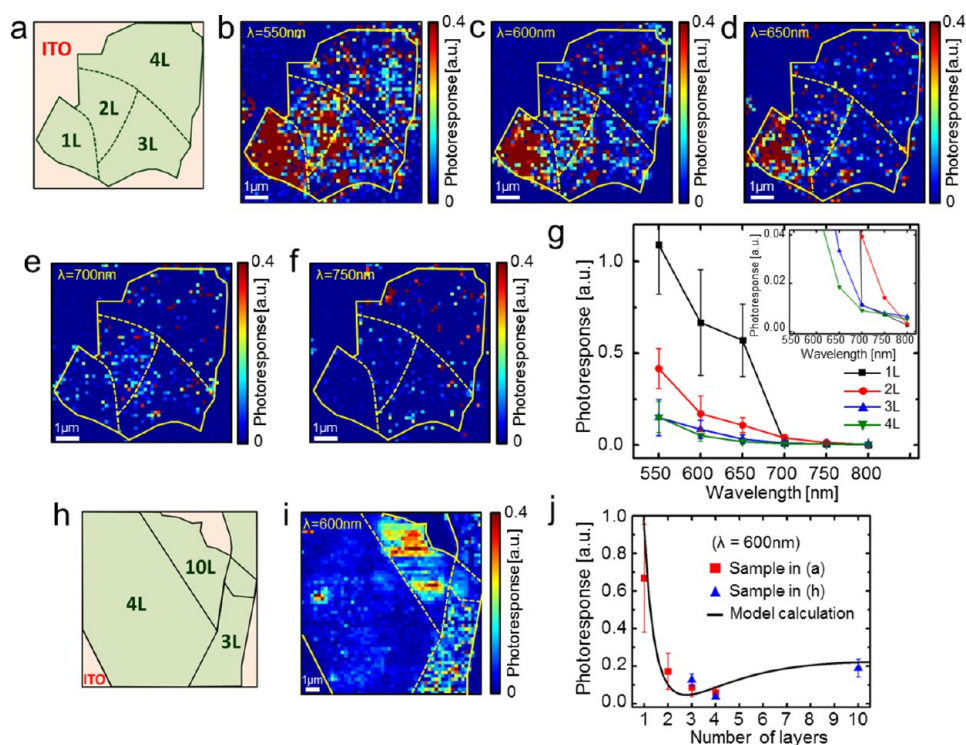 a
ITO
4L
2L
1L
3L
b
λ=550nm
1µm
0.4
Photoresponse [a.u.]
0
c
λ=600nm
1µm
0.4
Photoresponse [a.u.]
0
d
λ=650nm
1µm
0.4
Photoresponse [a.u.]
0
e
λ=700nm
1µm
0.4
Photoresponse [a.u.]
0
f
λ=750nm
1µm
0.4
Photoresponse [a.u.]
0
g
Photoresponse [a.u.]
1.0
0.5
0.0
550 600 650 700 750 800
Wavelength [nm]
Photoresponse [a.u.]
0.04
0.02
0.00
550 600 650 700 750 800
Wavelength [nm]
1L
2L
3L
4L
h
10L
4L
3L
ITO
i
λ=600nm
1µm
0.4
Photoresponse [a.u.]
0
j
Photoresponse [a.u.]
1.0
0.8
0.6
0.4
0.2
0.0
(λ = 600nm)
Sample in (a)
Sample in (h)
Model calculation
1 2 3 4 5 6 7 8 9 10
Number of layers